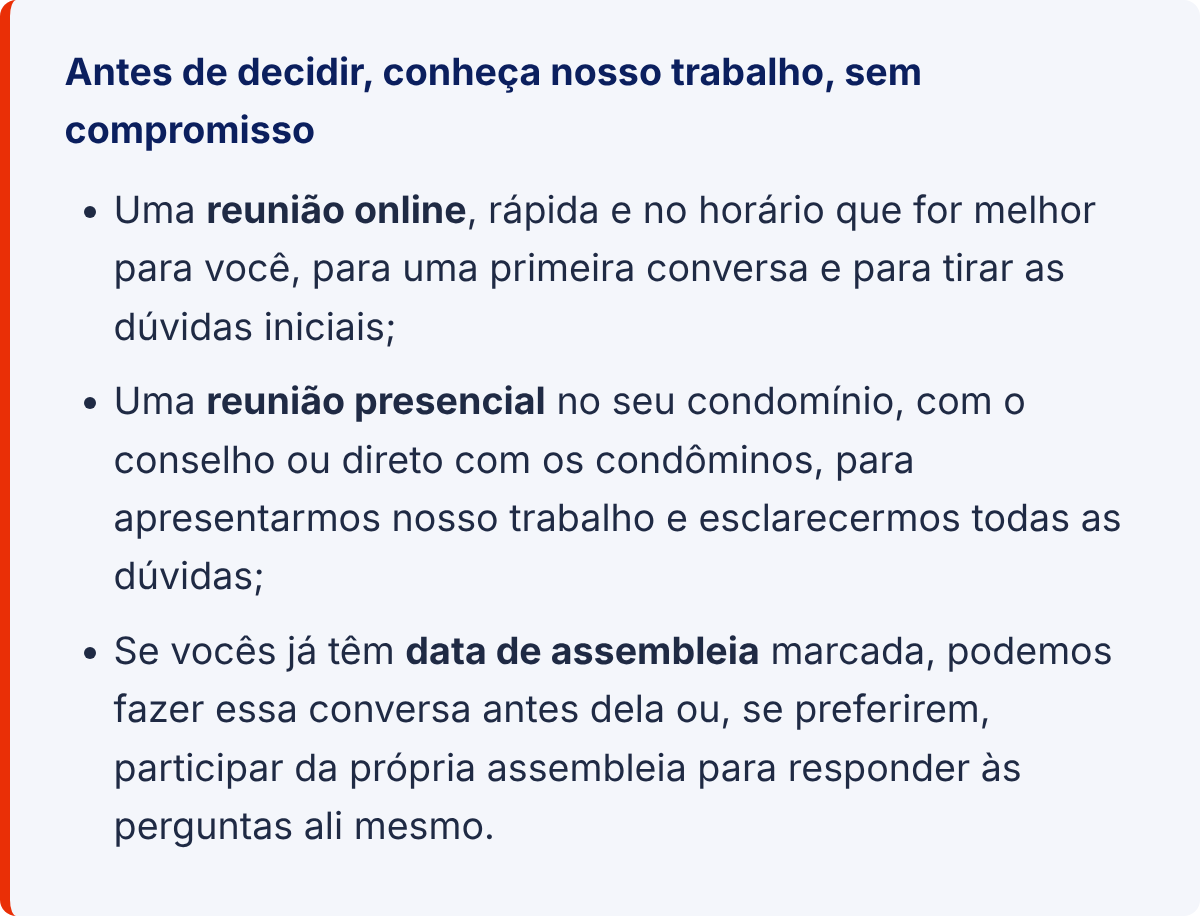 Antes de decidir, conheça nosso trabalho, sem
compromisso
• Uma reunião online, rápida e no horário que for melhor
para você, para uma primeira conversa e para tirar as
dúvidas iniciais;
• Uma reunião presencial no seu condomínio, com o
conselho ou direto com os condôminos, para
apresentarmos nosso trabalho e esclarecermos todas as
dúvidas;
• Se vocês já têm data de assembleia marcada, podemos
fazer essa conversa antes dela ou, se preferirem,
participar da própria assembleia para responder às
perguntas ali mesmo.